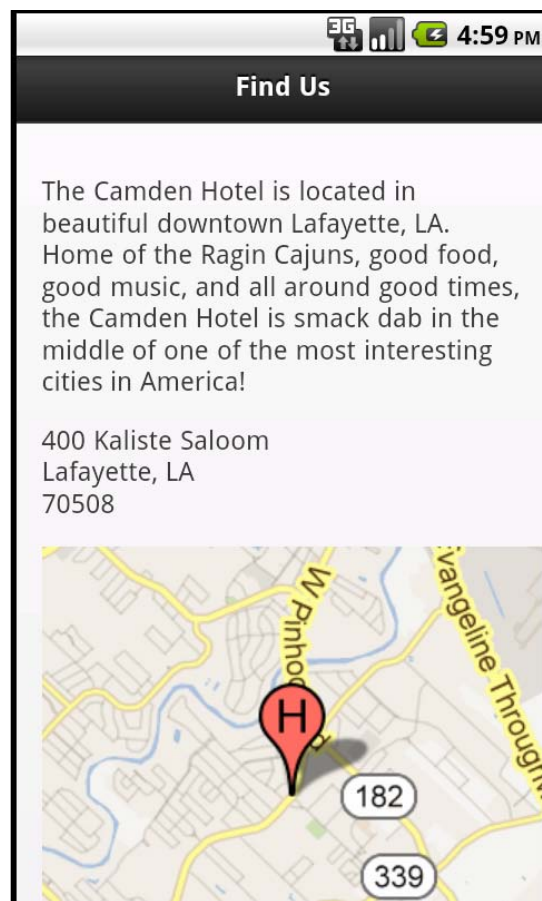 3G 4:59 PM
Find Us
The Camden Hotel is located in
beautiful downtown Lafayette, LA.
Home of the Ragin Cajuns, good food,
good music, and all around good times,
the Camden Hotel is smack dab in the
middle of one of the most interesting
cities in America!
400 Kaliste Saloom
Lafayette, LA
70508
W Pinhoo d
Evangeline Throughw
H
182
339